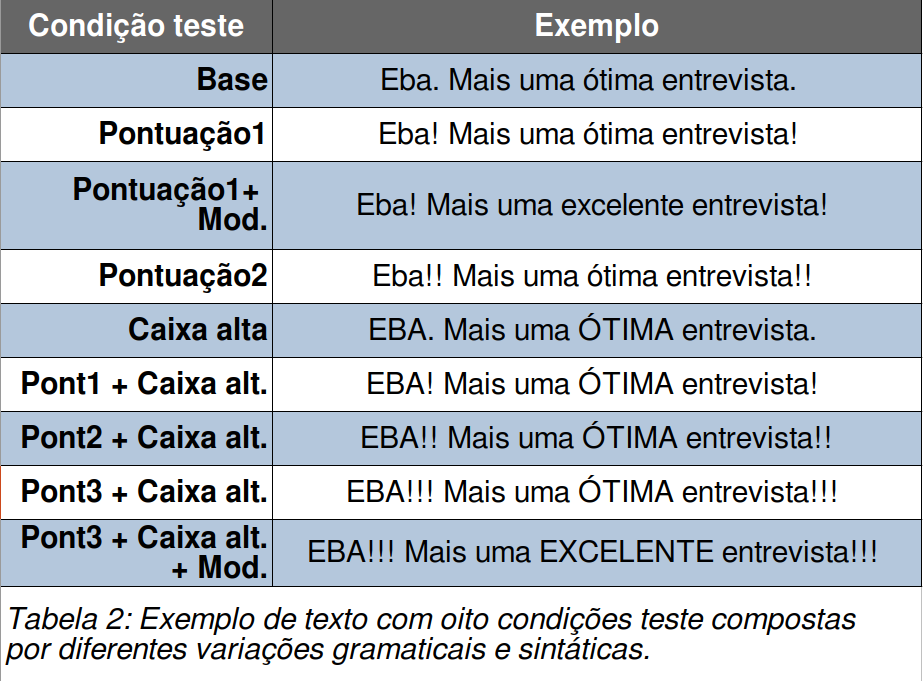 Condição teste Exemplo
Base Eba. Mais uma ótima entrevista.
Pontuação1 Eba! Mais uma ótima entrevista!
Pontuação1+
Mod. Eba! Mais uma excelente entrevista!
Pontuação2 Eba!! Mais uma ótima entrevista!!
Caixa alta EBA. Mais uma ÓTIMA entrevista.
Pont1 + Caixa alt. EBA! Mais uma ÓTIMA entrevista!
Pont2 + Caixa alt. EBA!! Mais uma ÓTIMA entrevista!!
Pont3 + Caixa alt. EBA!!! Mais uma ÓTIMA entrevista!!!
Pont3 + Caixa alt.
+ Mod. EBA!!! Mais uma EXCELENTE entrevista!!!
Tabela 2: Exemplo de texto com oito condições teste compostas
por diferentes variações gramaticais e sintáticas.